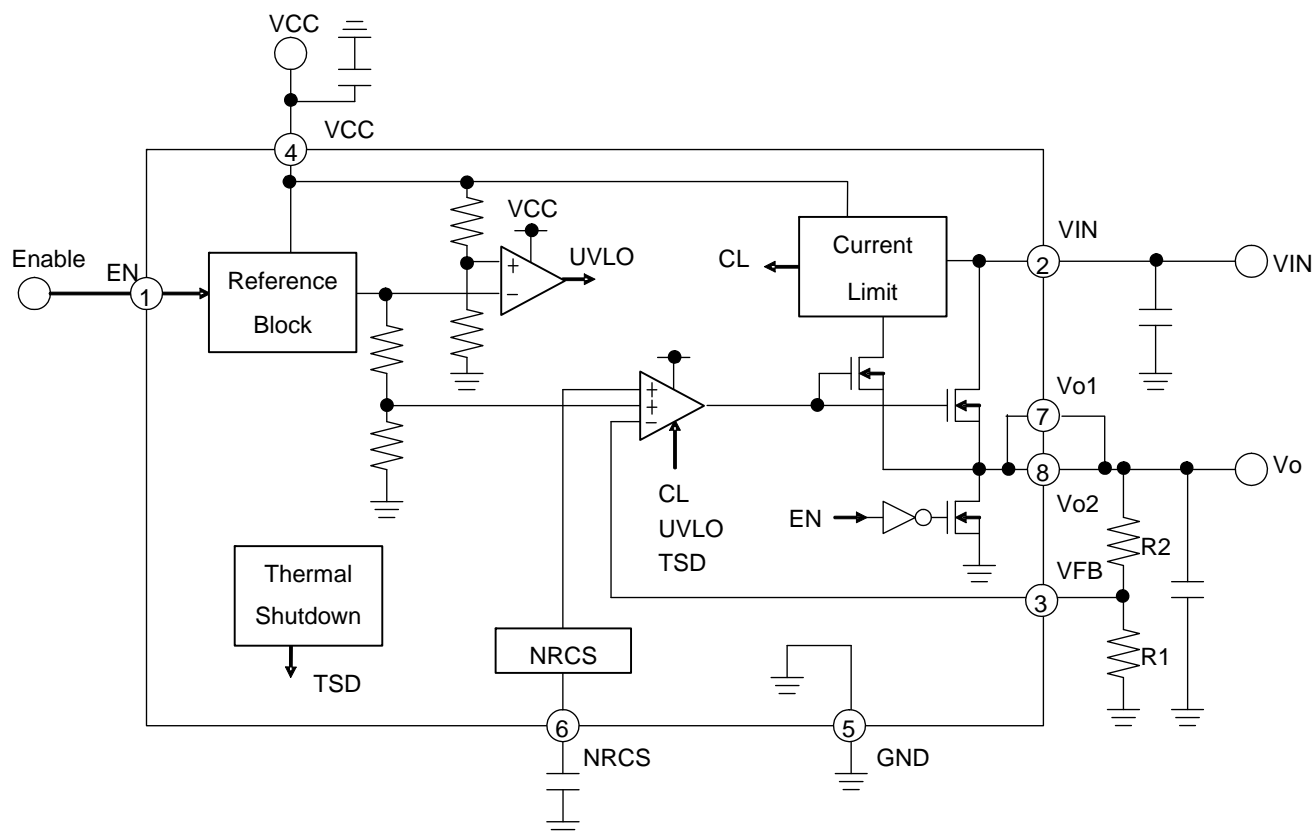 VCC
VCC
4
VCC
UVLO
+
−
Enable
EN
1
Reference
Block
CL
Current
Limit
VIN
2
VIN
+
+
−
Vo1
7
8
Vo
Vo2
CL
UVLO
TSD
EN
R2
VFB
3
R1
Thermal
Shutdown
TSD
NRCS
6
NRCS
5
GND